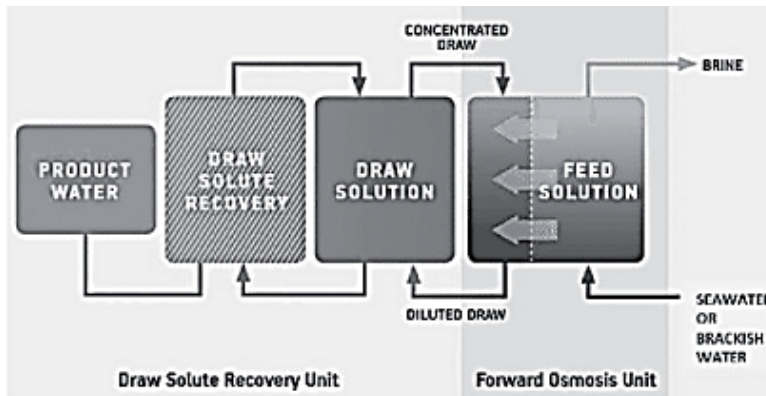 CONCENTRATED
DRAW
BRINE
PRODUCT
WATER
DRAW
SOLUTE
RECOVERY
DRAW
SOLUTION
FEED
SOLUTION
DILUTED DRAW
SEAWATER
OR
BRACKISH
WATER
Draw Solute Recovery Unit
Forward Osmosis Unit